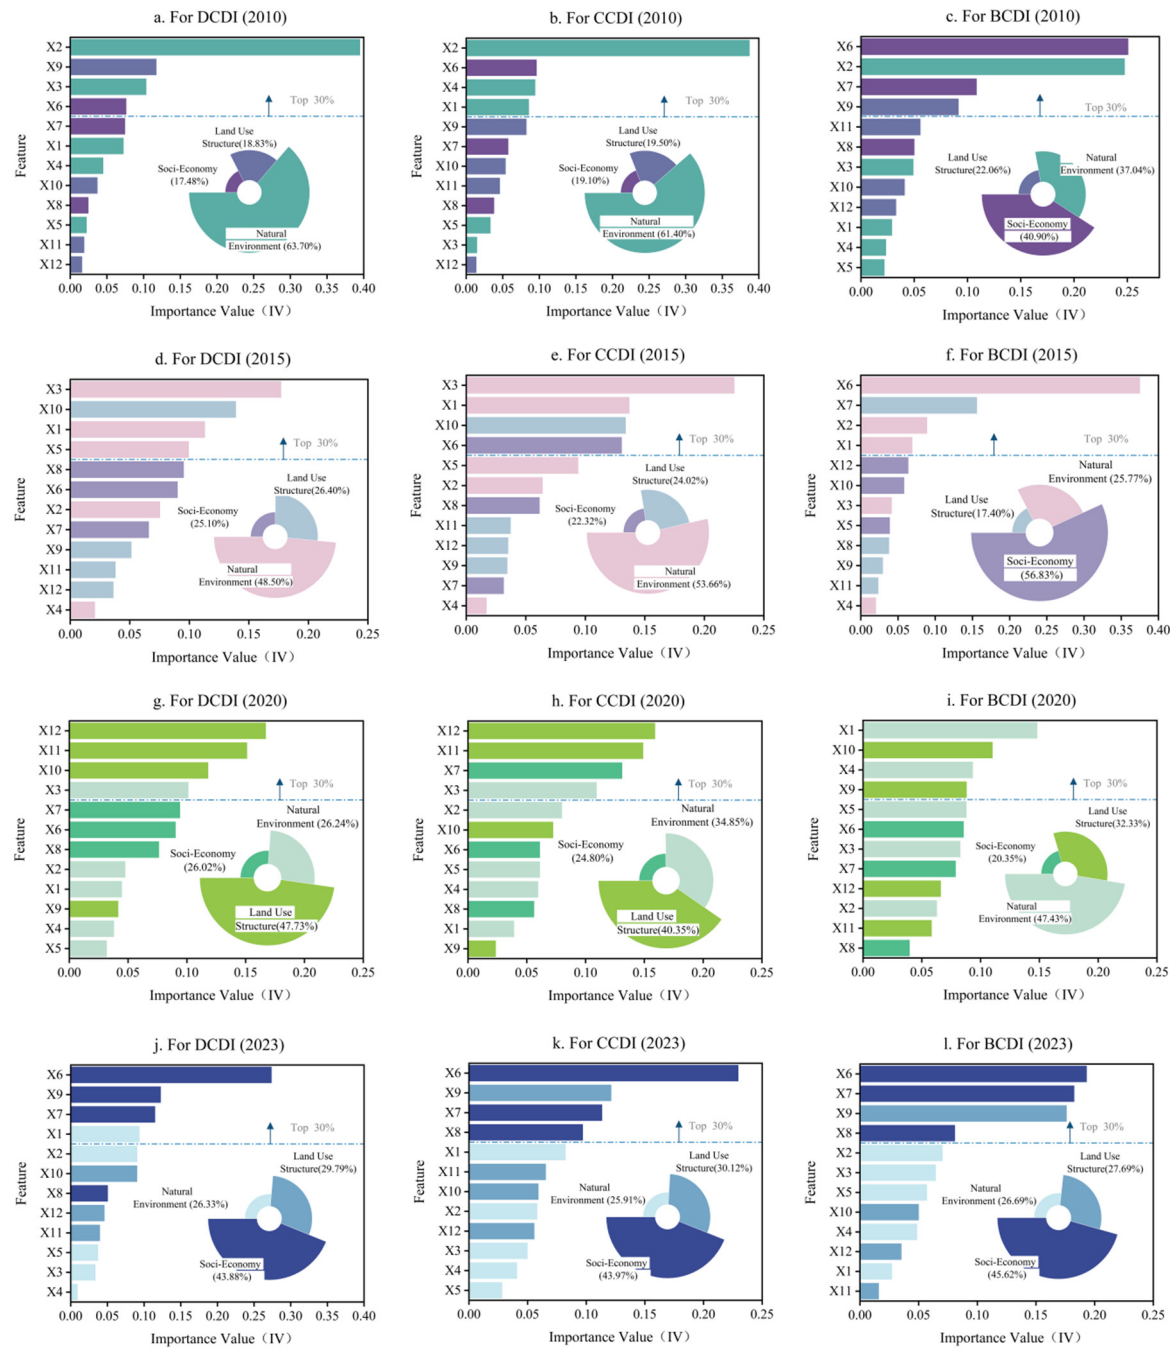 a. For DCDI (2010)
Feature
X2
X9
X3
X6
X7
X1
X4
X10
X8
X5
X11
X12
Top 30%
Land Use
Structure(18.83%)
Soci-Economy
(17.48%)
Natural
Environment (63.70%)
0.00 0.05 0.10 0.15 0.20 0.25 0.30 0.35 0.40
Importance Value（IV）
b. For CCDI (2010)
X2
X6
X4
X1
X9
X7
X10
X11
X8
X5
X3
X12
Top 30%
Land Use
Structure(19.50%)
Soci-Economy
(19.10%)
Natural
Environment (61.40%)
0.00 0.05 0.10 0.15 0.20 0.25 0.30 0.35 0.40
Importance Value（IV）
c. For BCDI (2010)
X6
X2
X7
X9
X11
X8
X3
X10
X12
X1
X4
X5
Top 30%
Land Use
Structure(22.06%)
Natural
Environment (37.04%)
Soci-Economy
(40.90%)
0.00 0.05 0.10 0.15 0.20 0.25
Importance Value（IV）
d. For DCDI (2015)
Feature
X3
X10
X1
X5
X8
X6
X2
X7
X9
X11
X12
X4
Top 30%
Land Use
Structure(26.40%)
Soci-Economy
(25.10%)
Natural
Environment (48.50%)
0.00 0.05 0.10 0.15 0.20 0.25
Importance Value（IV）
e. For CCDI (2015)
X3
X1
X10
X6
X5
X2
X8
X11
X12
X9
X7
X4
Top 30%
Land Use
Structure(24.02%)
Soci-Economy
(22.32%)
Natural
Environment (53.66%)
0.00 0.05 0.10 0.15 0.20 0.25
Importance Value（IV）
f. For BCDI (2015)
X6
X7
X2
X1
X12
X10
X3
X5
X8
X9
X11
X4
Top 30%
Natural
Environment (25.77%)
Land Use
Structure(17.40%)
Soci-Economy
(56.83%)
0.00 0.05 0.10 0.15 0.20 0.25 0.30 0.35 0.40
Importance Value（IV）
g. For DCDI (2020)
Feature
X12
X11
X10
X3
X7
X6
X8
X2
X1
X9
X4
X5
Top 30%
Natural
Environment (26.24%)
Soci-Economy
(26.02%)
Land Use
Structure(47.73%)
0.00 0.05 0.10 0.15 0.20 0.25
Importance Value（IV）
h. For CCDI (2020)
X12
X11
X7
X3
X2
X10
X6
X5
X4
X8
X1
X9
Top 30%
Natural
Environment (34.85%)
Soci-Economy
(24.80%)
Land Use
Structure(40.35%)
0.00 0.05 0.10 0.15 0.20 0.25
Importance Value（IV）
i. For BCDI (2020)
X1
X10
X4
X9
X5
X6
X3
X7
X12
X2
X11
X8
Top 30%
Land Use
Structure(32.33%)
Soci-Economy
(20.35%)
Natural
Environment (47.43%)
0.00 0.05 0.10 0.15 0.20 0.25
Importance Value（IV）
j. For DCDI (2023)
Feature
X6
X9
X7
X1
X2
X10
X8
X12
X11
X5
X3
X4
Top 30%
Land Use
Structure(29.79%)
Natural
Environment (26.33%)
Soci-Economy
(43.88%)
0.00 0.05 0.10 0.15 0.20 0.25 0.30 0.35 0.40
Importance Value（IV）
k. For CCDI (2023)
Feature
X6
X9
X7
X8
X1
X11
X10
X2
X12
X3
X4
X5
Top 30%
Land Use
Structure(30.12%)
Natural
Environment (25.91%)
Soci-Economy
(43.97%)
0.00 0.05 0.10 0.15 0.20 0.25
Importance Value（IV）
l. For BCDI (2023)
X6
X7
X9
X8
X2
X3
X5
X10
X4
X12
X1
X11
Top 30%
Land Use
Structure(27.69%)
Natural
Environment (26.69%)
Soci-Economy
(45.62%)
0.00 0.05 0.10 0.15 0.20 0.25
Importance Value（IV）